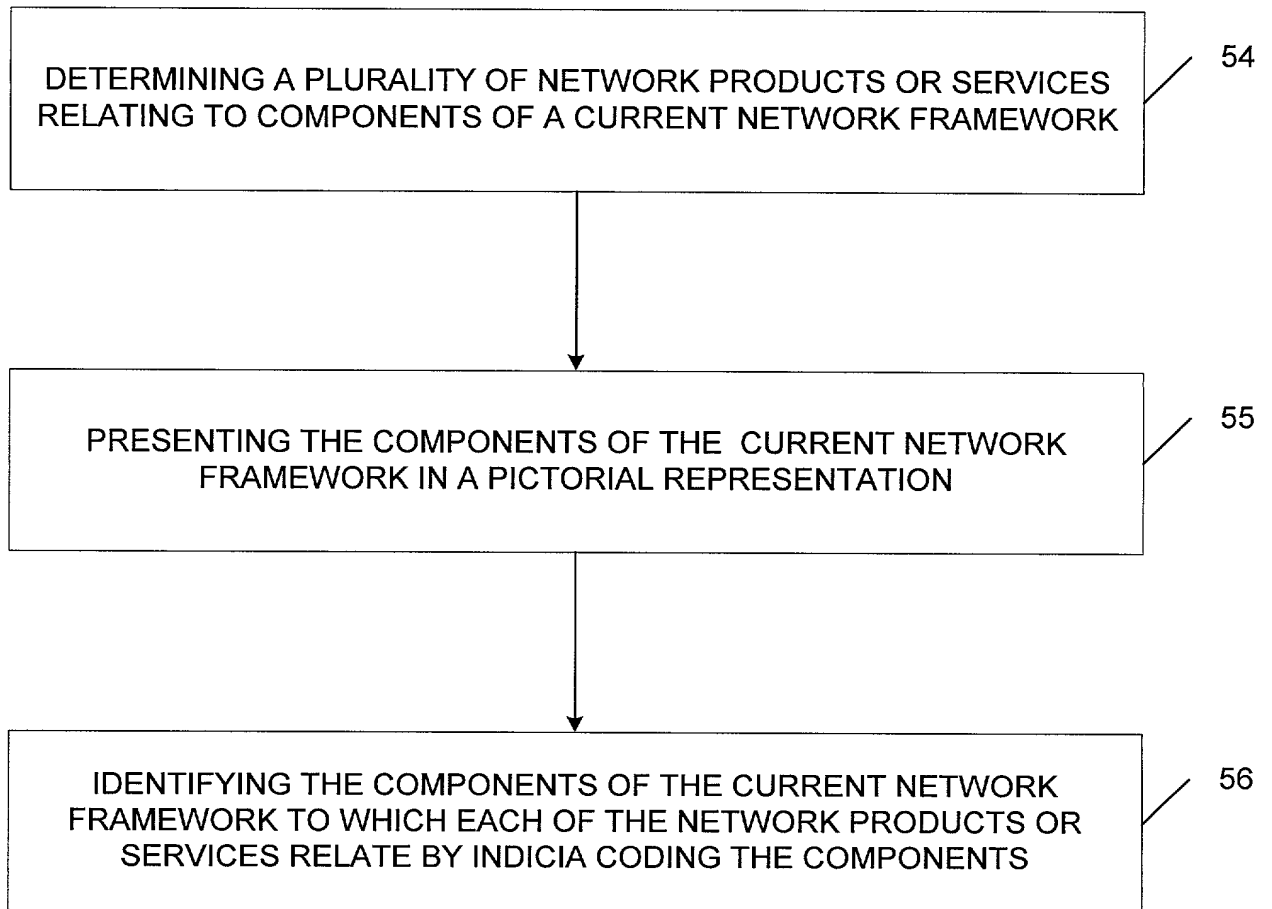 DETERMINING A PLURALITY OF NETWORK PRODUCTS OR SERVICES
RELATING TO COMPONENTS OF A CURRENT NETWORK FRAMEWORK
54
PRESENTING THE COMPONENTS OF THE CURRENT NETWORK
FRAMEWORK IN A PICTORIAL REPRESENTATION
55
IDENTIFYING THE COMPONENTS OF THE CURRENT NETWORK
FRAMEWORK TO WHICH EACH OF THE NETWORK PRODUCTS OR
SERVICES RELATE BY INDICIA CODING THE COMPONENTS
56